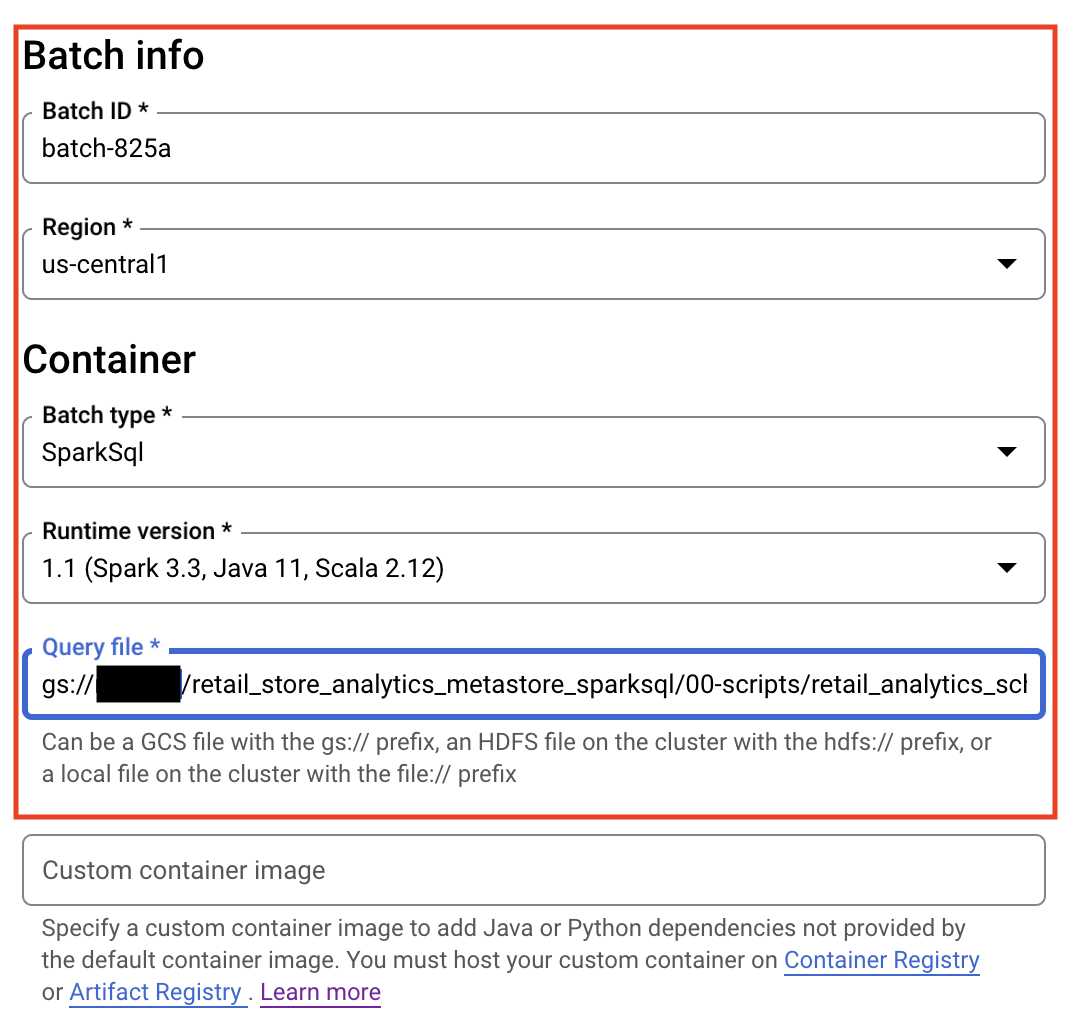 Batch info
Batch ID *
batch-825a
Region *
us-central1
Container
Batch type *
SparkSql
Runtime version *
1.1 (Spark 3.3, Java 11, Scala 2.12)
Query file *
gs:// /retail_store_analytics_metastore_sparksql/00-scripts/retail_analytics_scl
Can be a GCS file with the gs:// prefix, an HDFS file on the cluster with the hdfs:// prefix, or
a local file on the cluster with the file:// prefix
Custom container image
Specify a custom container image to add Java or Python dependencies not provided by
the default container image. You must host your custom container on Container Registry
or Artifact Registry . Learn more